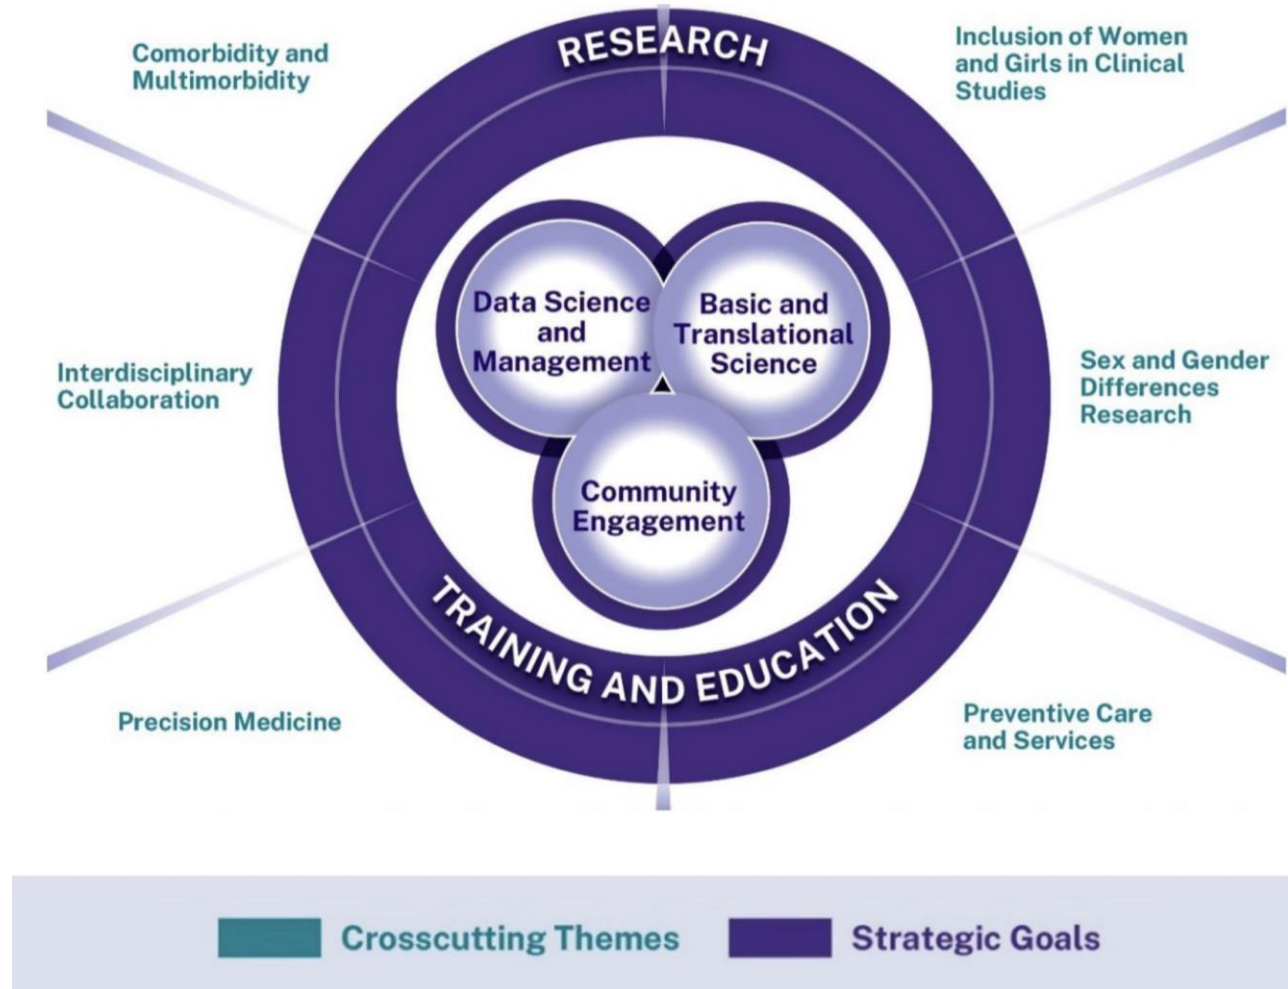 RESEARCH
Comorbidity and
Multimorbidity
Inclusion of Women
and Girls in Clinical
Studies
Data Science
and
Management
Basic and
Translational
Science
Interdisciplinary
Collaboration
Sex and Gender
Differences
Research
Community
Engagement
TRAINING AND EDUCATION
Precision Medicine
Preventive Care
and Services
Crosscutting Themes
Strategic Goals